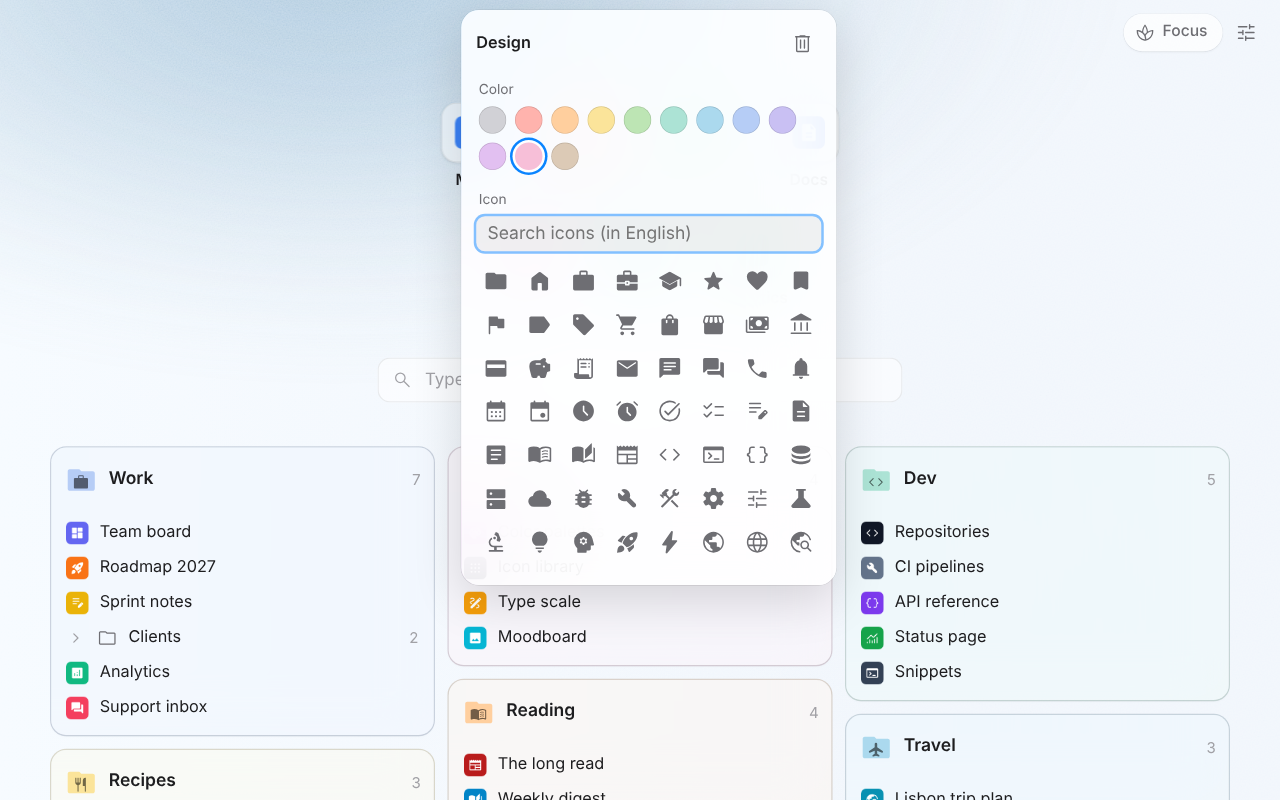 Design
Focus
Color
Docs
Icon
Search icons (in English)
Type
Work 7
Team board
Roadmap 2027
Sprint notes
Clients 2
Analytics
Support inbox
Recipes 3
Icon library
Type scale
Moodboard
Reading 4
The long read
Weekly digest
Dev 5
Repositories
CI pipelines
API reference
Status page
Snippets
Travel 3
Lisbon trip plan